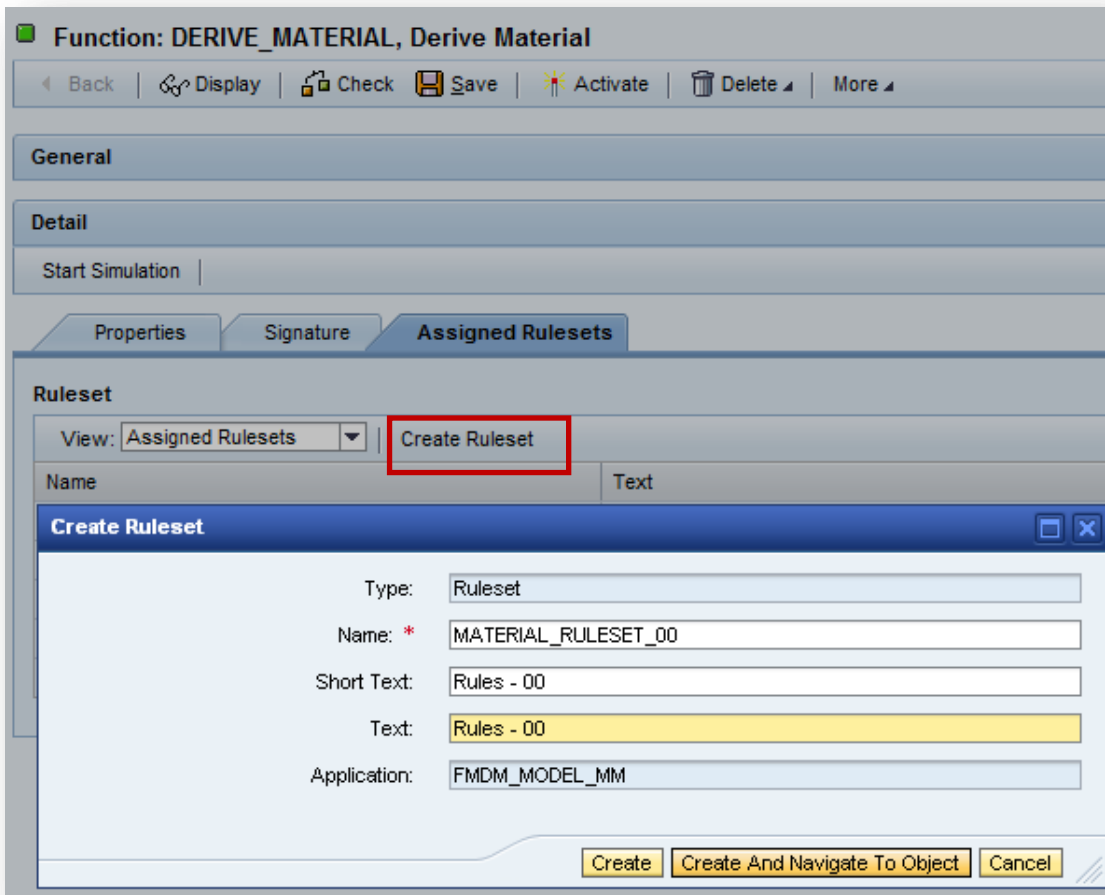 Function: DERIVE_MATERIAL, Derive Material
Back Display Check Save Activate Delete More
General
Detail
Start Simulation
Properties Signature Assigned Rulesets
Ruleset
View: Assigned Rulesets Create Ruleset
Name Text
Create Ruleset
Type: Ruleset
Name: * MATERIAL_RULESET_00
Short Text: Rules - 00
Text: Rules - 00
Application: FMDM_MODEL_MM
Create Create And Navigate To Object Cancel